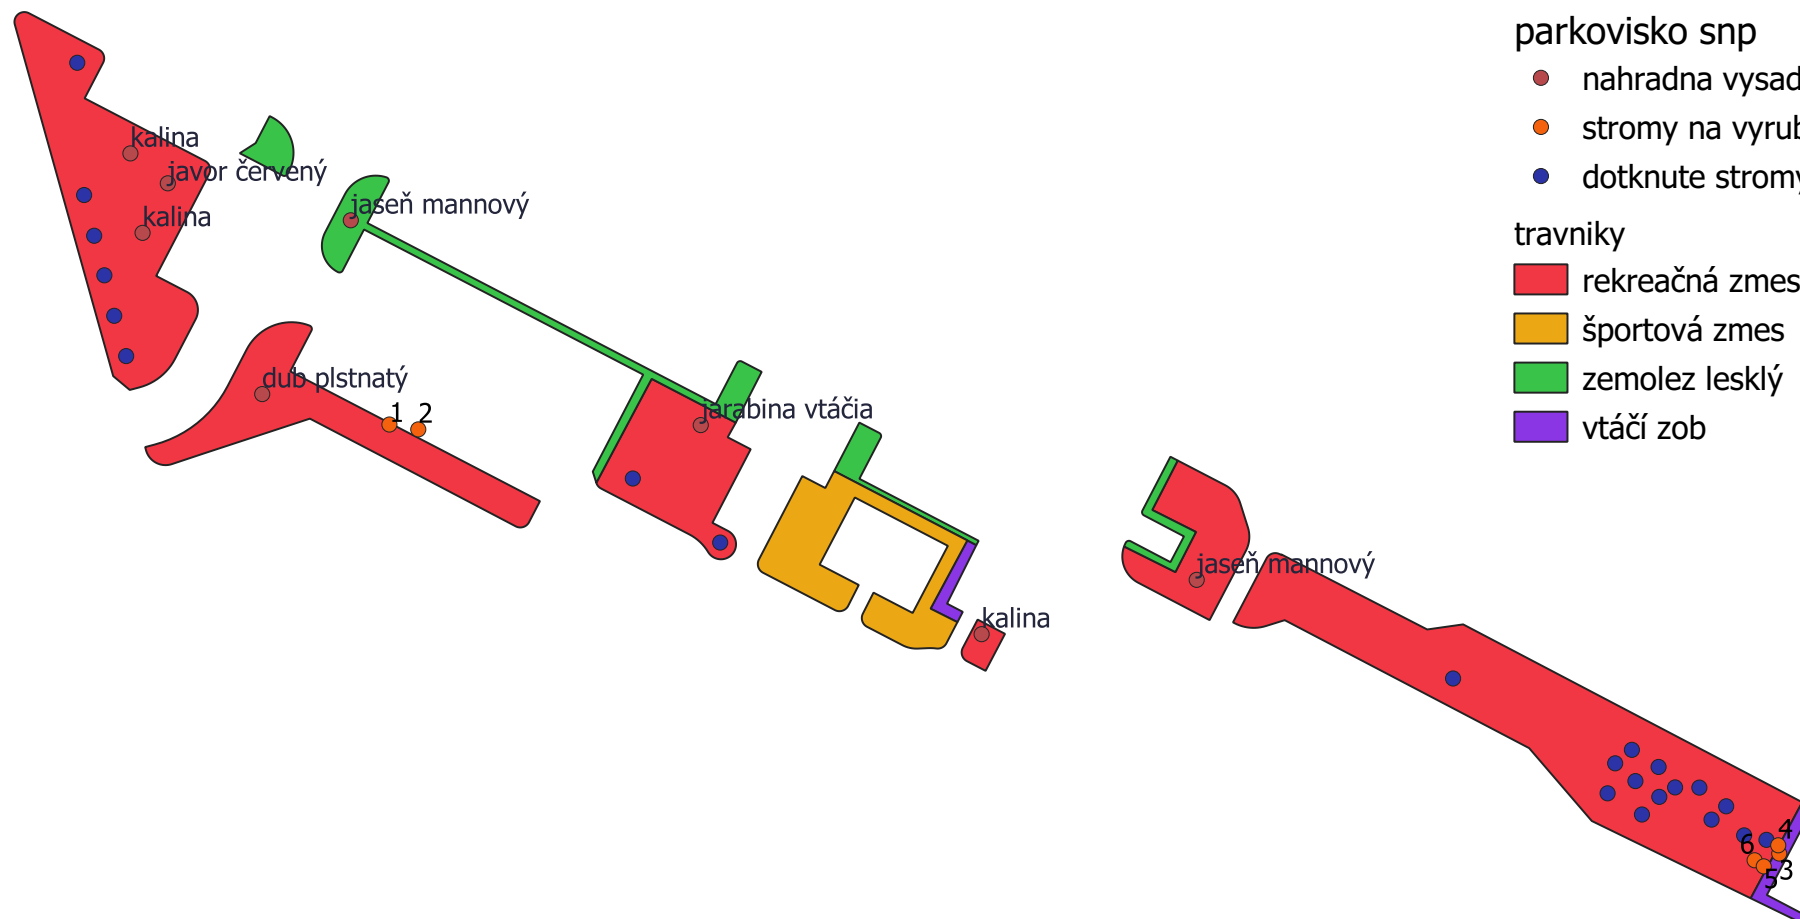 parkovisko snp
nahradna vysad
stromy na vyrub
dotknute stromy
travniky
rekreačná zmes
športová zmes
zemolez lesklý
vtáčí zob
kalina
javor červený
kalina
jaseň mannový
dub plstnatý
1
2
jarabina vtáčia
kalina
jaseň mannový
4
6
3
5